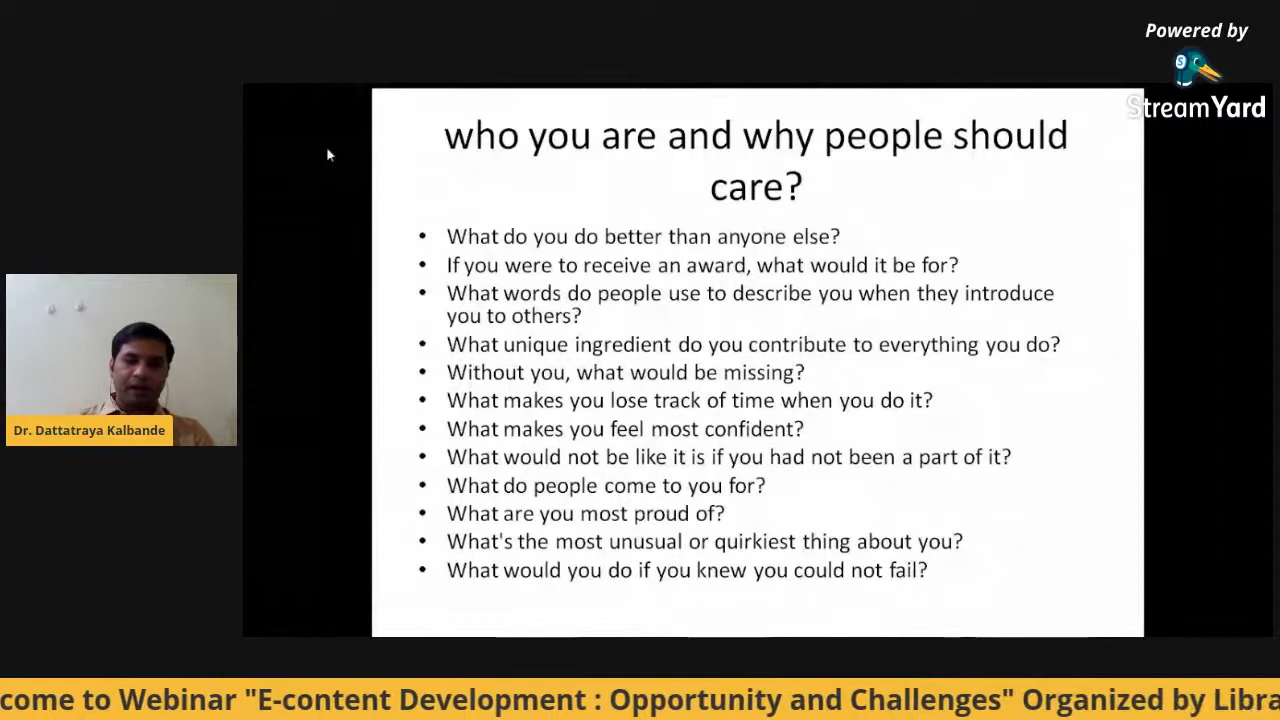 Powered by
StreamYard
who you are and why people should
care?
• What do you do better than anyone else?
• If you were to receive an award, what would it be for?
• What words do people use to describe you when they introduce
you to others?
• What unique ingredient do you contribute to everything you do?
• Without you, what would be missing?
• What makes you lose track of time when you do it?
• What makes you feel most confident?
• What would not be like it is if you had not been a part of it?
• What do people come to you for?
• What are you most proud of?
• What's the most unusual or quirkiest thing about you?
• What would you do if you knew you could not fail?
Dr. Dattatraya Kalbande
come to Webinar "E-content Development : Opportunity and Challenges" Organized by Libra